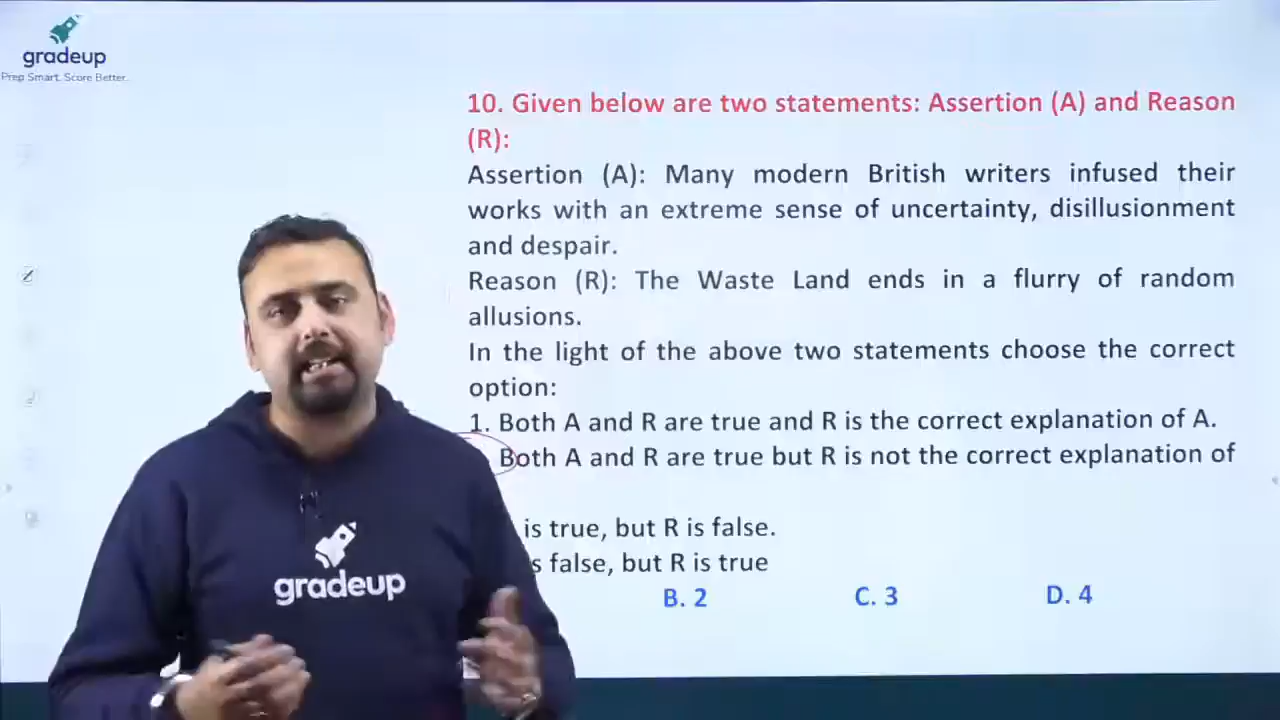 gradeup
Prep Smart. Score Better.
10. Given below are two statements: Assertion (A) and Reason
(R):
Assertion (A): Many modern British writers infused their
works with an extreme sense of uncertainty, disillusionment
and despair.
Reason (R): The Waste Land ends in a flurry of random
allusions.
In the light of the above two statements choose the correct
option:
1. Both A and R are true and R is the correct explanation of A.
Both A and R are true but R is not the correct explanation of
is true, but R is false.
s false, but R is true
B. 2 C. 3 D. 4
gradeup